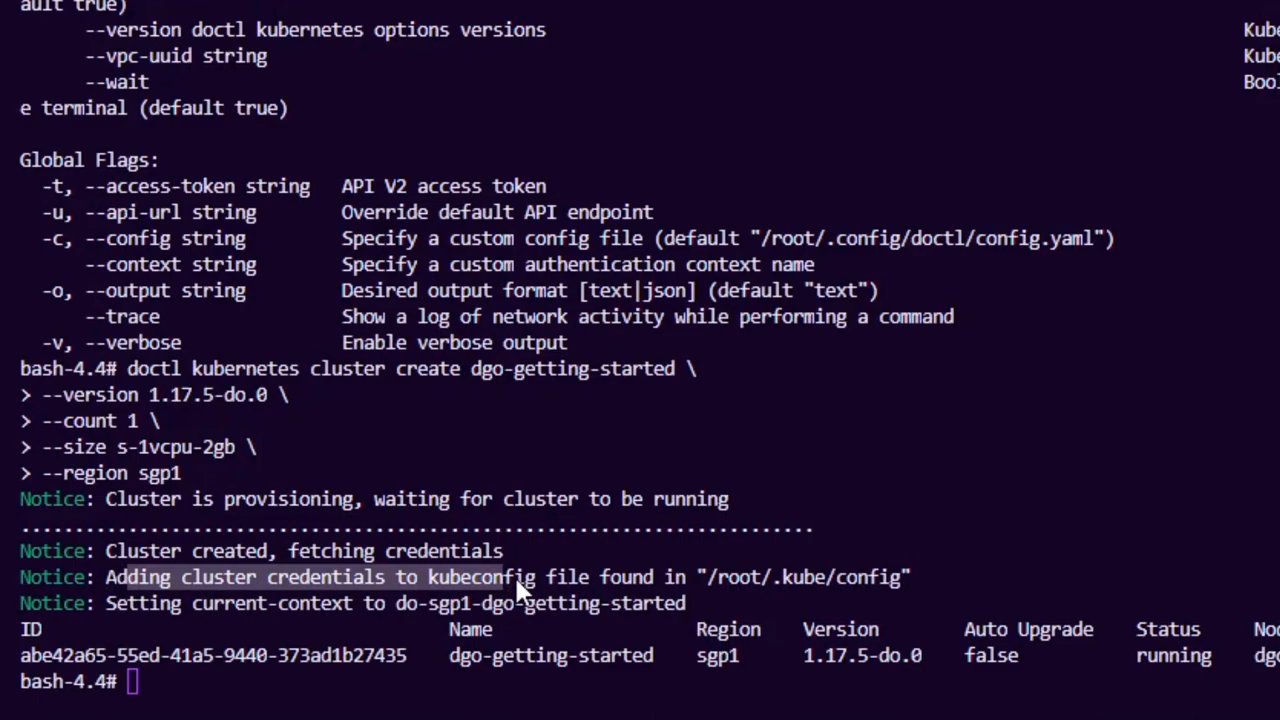 ault true)
--version doctl kubernetes options versions Kube
--vpc-uuid string Kube
--wait Bool
e terminal (default true)
Global Flags:
-t, --access-token string API V2 access token
-u, --api-url string Override default API endpoint
-c, --config string Specify a custom config file (default "/root/.config/doctl/config.yaml")
--context string Specify a custom authentication context name
-o, --output string Desired output format [text|json] (default "text")
--trace Show a log of network activity while performing a command
-v, --verbose Enable verbose output
bash-4.4# doctl kubernetes cluster create dgo-getting-started \
> --version 1.17.5-do.0 \
> --count 1 \
> --size s-1vcpu-2gb \
> --region sgp1
Notice: Cluster is provisioning, waiting for cluster to be running
..........................................................................
Notice: Cluster created, fetching credentials
Notice: Adding cluster credentials to kubeconfig file found in "/root/.kube/config"
Notice: Setting current-context to do-sgp1-dgo-getting-started
ID Name Region Version Auto Upgrade Status Nod
abe42a65-55ed-41a5-9440-373ad1b27435 dgo-getting-started sgp1 1.17.5-do.0 false running dgo
bash-4.4#